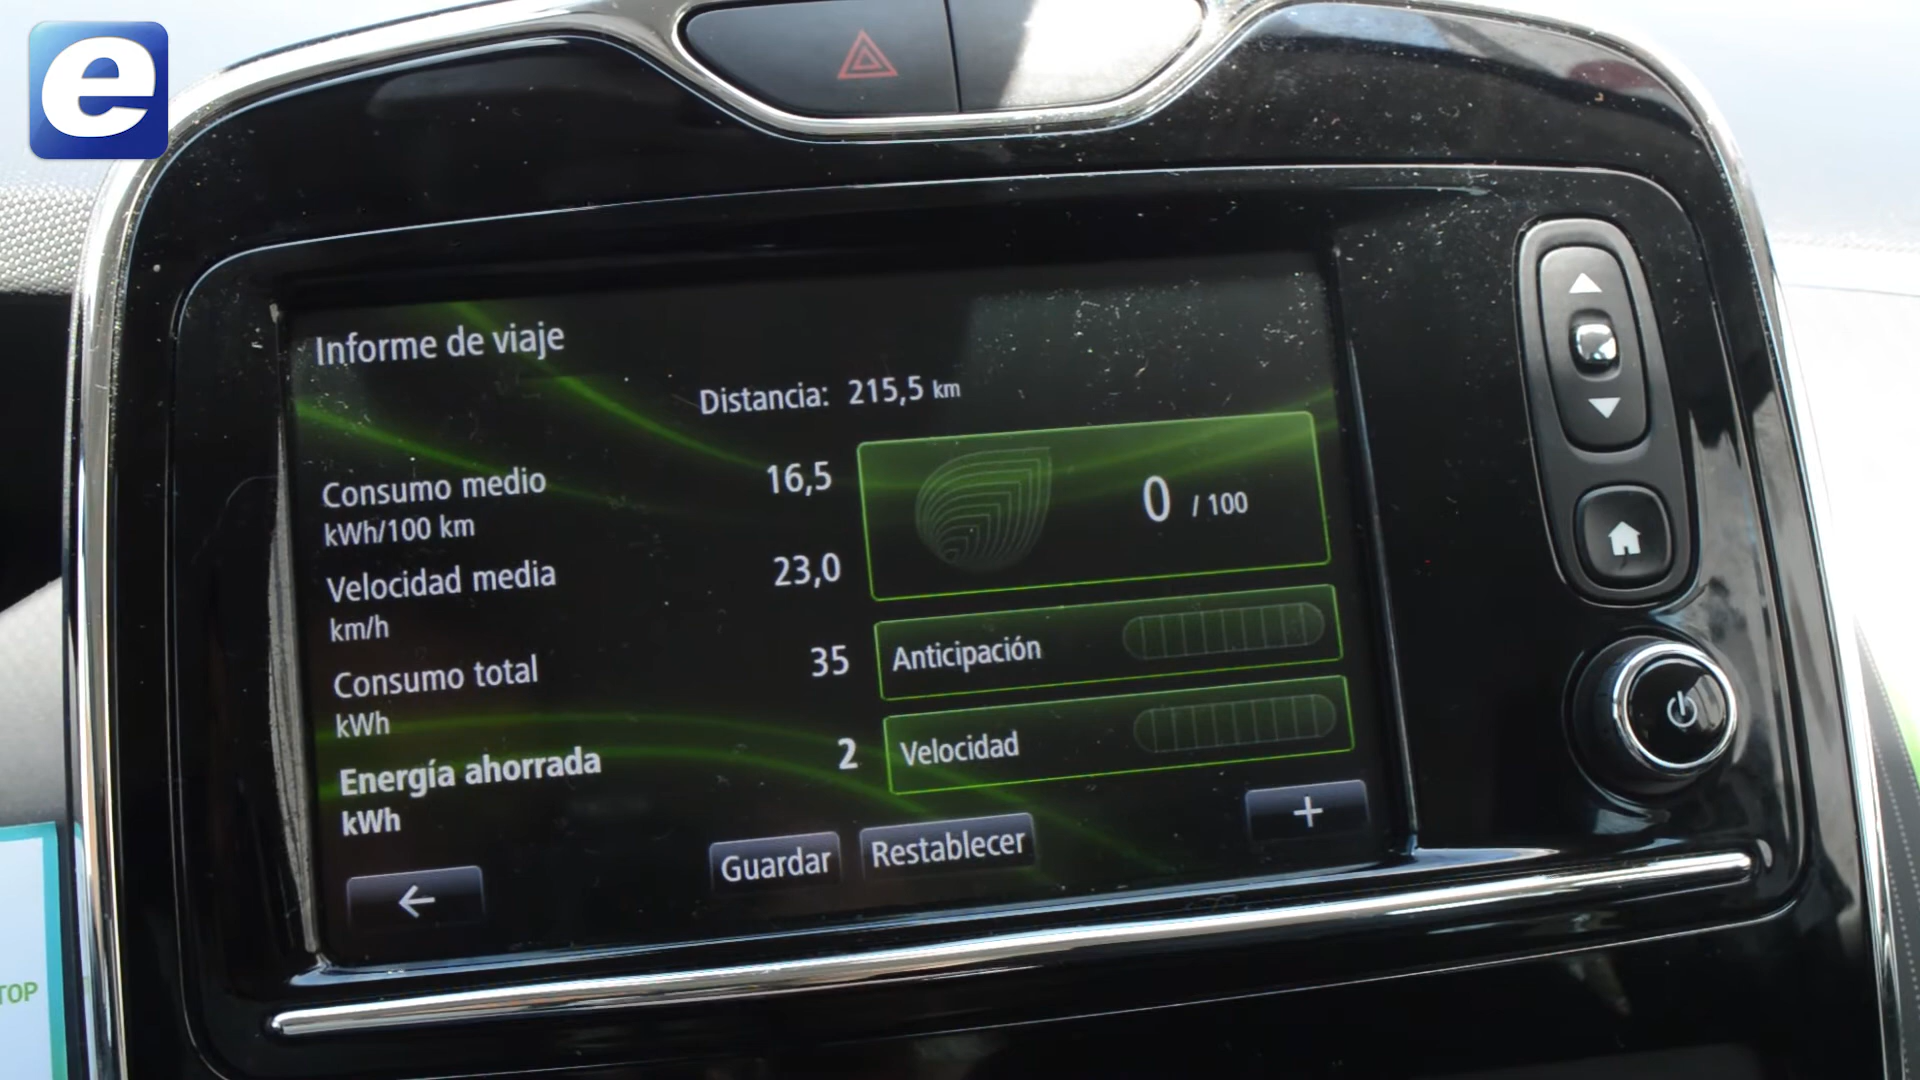 e
Informe de viaje
Distancia: 215,5 km
Consumo medio 16,5
kWh/100 km
0 / 100
Velocidad media 23,0
km/h
Anticipación
Consumo total 35
kWh
Velocidad
Energía ahorrada 2
kWh
+
Guardar Restablecer
TOP